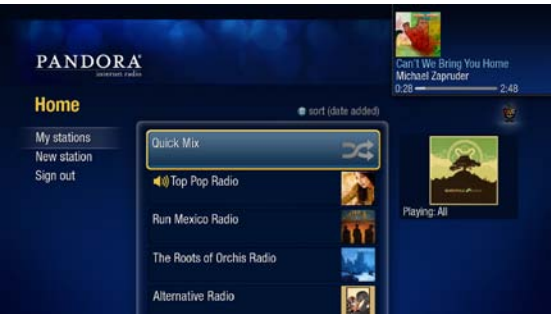 PANDORA
internet radio
Home
My stations
New station
Sign out
sort (date added)
Quick Mix
Top Pop Radio
Run Mexico Radio
The Roots of Orchis Radio
Alternative Radio
Can't We Bring You Home
Michael Zapruder
0:28
2:48
Playing: All